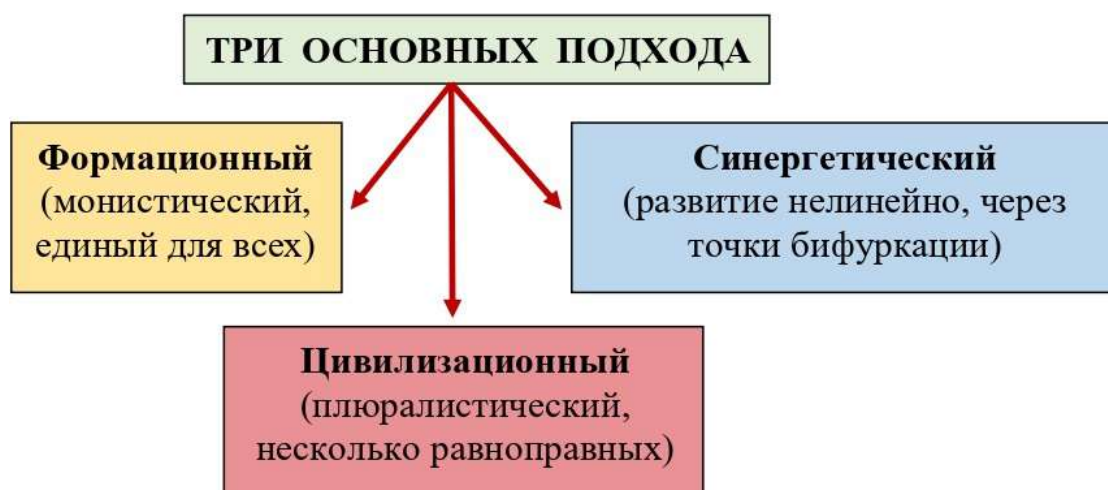 ТРИ ОСНОВНЫХ ПОДХОДА
Формационный
(монистический,
единый для всех)
Синергетический
(развитие нелинейно, через
точки бифуркации)
Цивилизационный
(плюралистический,
несколько равноправных)